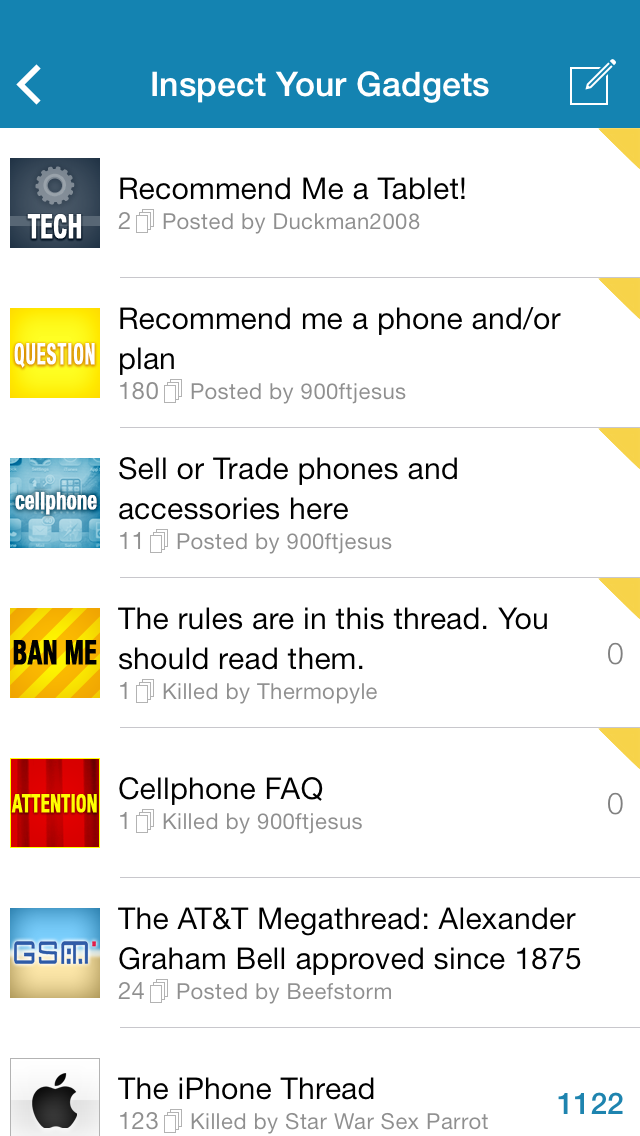 Inspect Your Gadgets
TECH
Recommend Me a Tablet!
2 Posted by Duckman2008
QUESTION
Recommend me a phone and/or
plan
180 Posted by 900ftjesus
cellphone
Sell or Trade phones and
accessories here
11 Posted by 900ftjesus
BAN ME
The rules are in this thread. You
should read them.
0
1 Killed by Thermopyle
ATTENTION
Cellphone FAQ
0
1 Killed by 900ftjesus
GSM
The AT&T Megathread: Alexander
Graham Bell approved since 1875
24 Posted by Beefstorm
The iPhone Thread
1122
123 Killed by Star War Sex Parrot